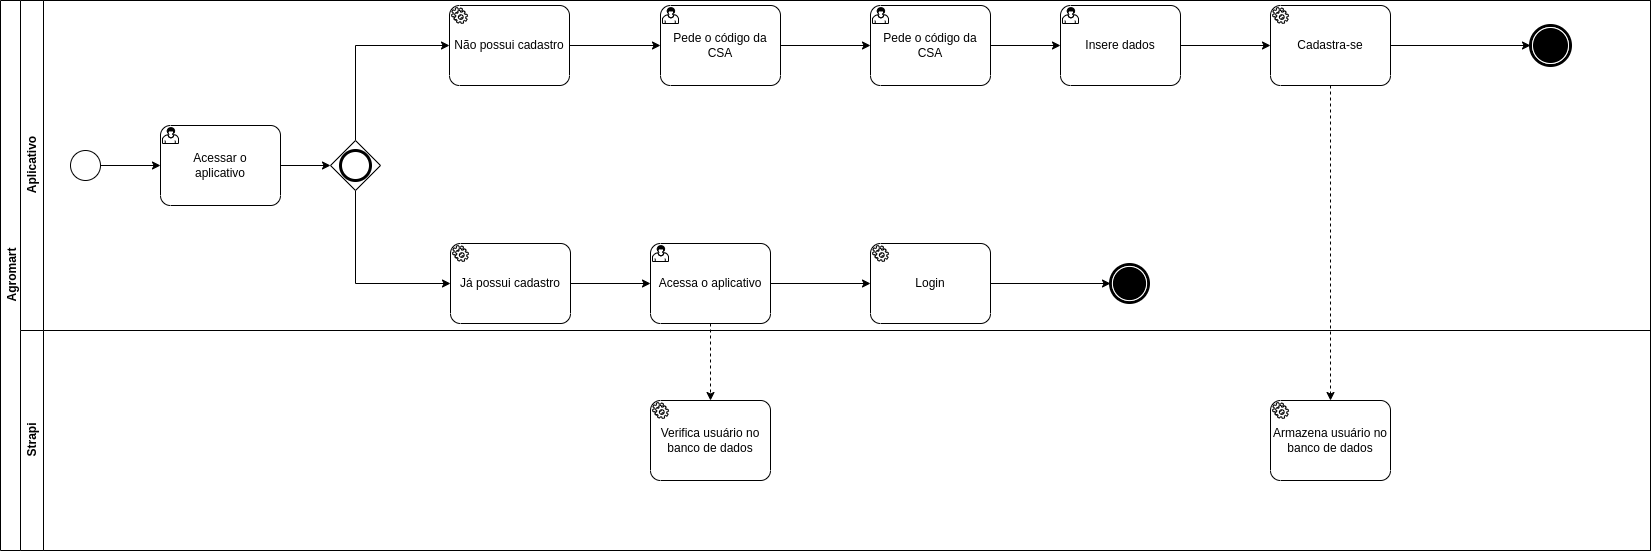 Agromart
Aplicativo
Não possui cadastro
Pede o código da
CSA
Pede o código da
CSA
Insere dados
Cadastra-se
Acessar o
aplicativo
Já possui cadastro
Acessa o aplicativo
Login
Strapi
Verifica usuário no
banco de dados
Armazena usuário no
banco de dados